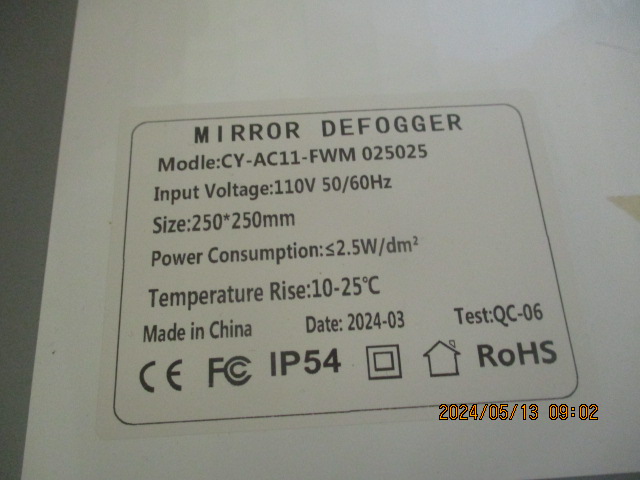 MIRROR DEFOGGER
Modle:CY-AC11-FWM 025025
Input Voltage:110V 50/60Hz
Size:250*250mm
Power Consumption:≤2.5W/dm²
Temperature Rise:10-25℃
Made in China Date: 2024-03 Test:QC-06
CE FC IP54 RoHS
2024/05/13 09:02